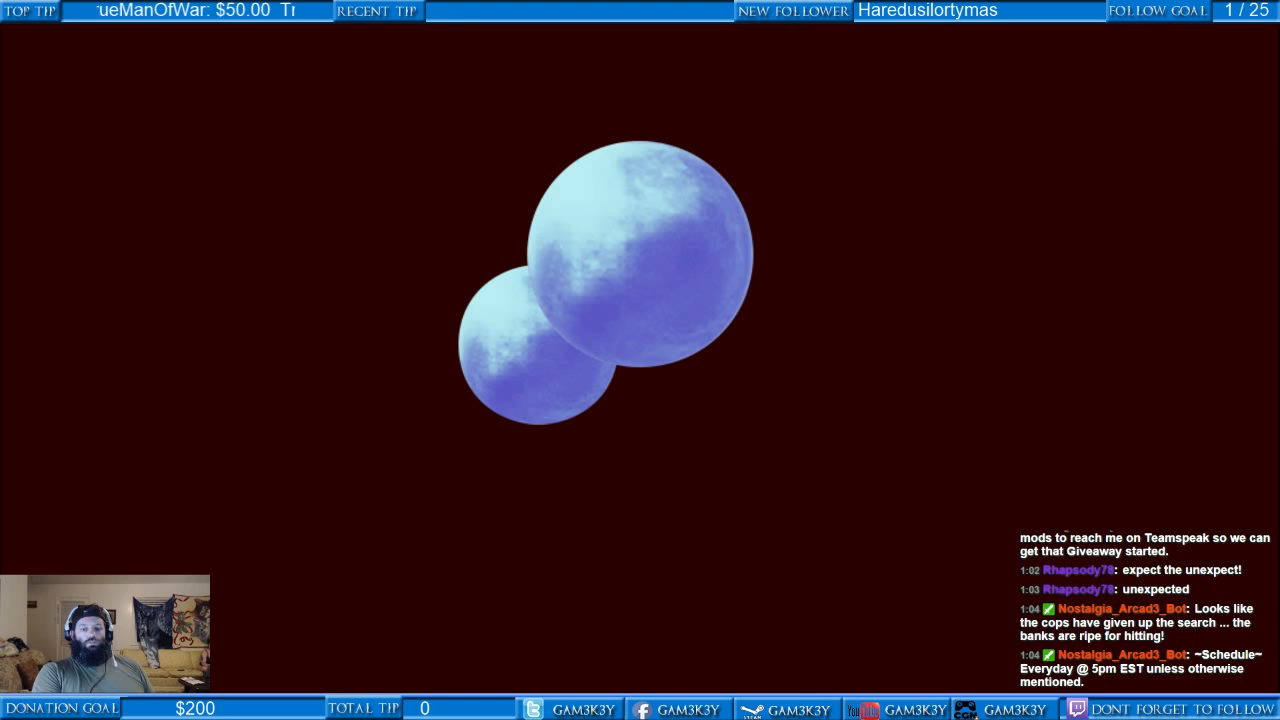 TOP TIP
ueManOfWar: $50.00 Tr
RECENT TIP
NEW FOLLOWER
Haredusilortymas
FOLLOW GOAL
1 / 25
mods to reach me on Teamspeak so we can
get that Giveaway started.
1:02 Rhapsody78: expect the unexpect!
1:03 Rhapsody78: unexpected
1:04 Nostalgia_Arcad3_Bot: Looks like
the cops have given up the search ... the
banks are ripe for hitting!
1:04 Nostalgia_Arcad3_Bot: ~Schedule~
Everyday @ 5pm EST unless otherwise
mentioned.
DONATION GOAL
$200
TOTAL TIP
0
GAM3K3Y
GAM3K3Y
STEAM
GAM3K3Y
YouTube
GAM3K3Y
CGN
GAM3K3Y
DONT FORGET TO FOLLOW